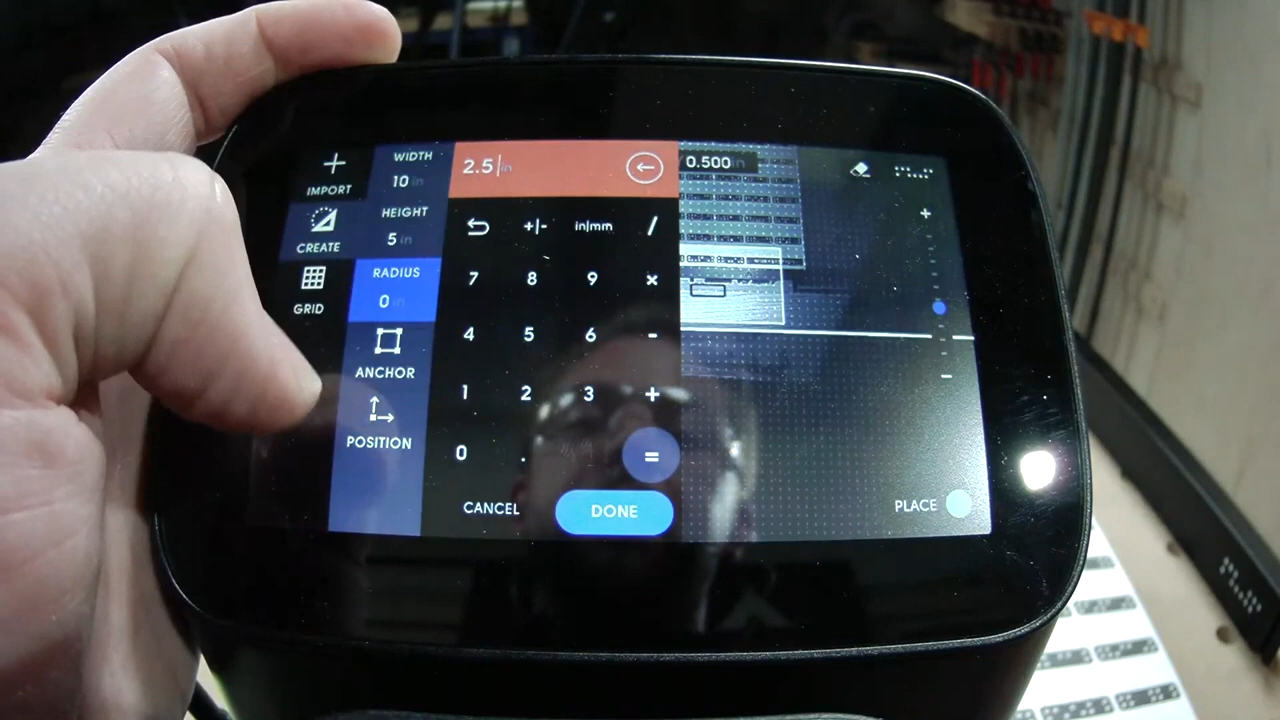 IMPORT
CREATE
GRID
WIDTH
10 in
HEIGHT
5 in
RADIUS
0 in
ANCHOR
POSITION
2.5 in
+/- in|mm /
7 8 9 ×
4 5 6 -
1 2 3 +
0 . =
CANCEL DONE
0.500 in
+
-
PLACE